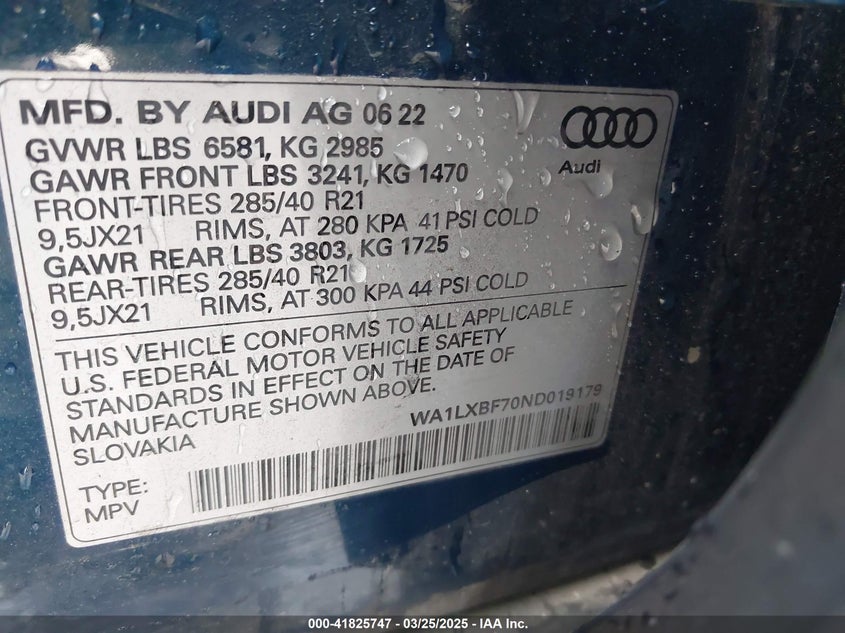 MFD. BY AUDI AG 06 22
GVWR LBS 6581, KG 2985
GAWR FRONT LBS 3241, KG 1470
FRONT-TIRES 285/40 R21
9,5JX21 RIMS, AT 280 KPA 41 PSI COLD
GAWR REAR LBS 3803, KG 1725
REAR-TIRES 285/40 R21
9,5JX21 RIMS, AT 300 KPA 44 PSI COLD
Audi
THIS VEHICLE CONFORMS TO ALL APPLICABLE
U.S. FEDERAL MOTOR VEHICLE SAFETY
STANDARDS IN EFFECT ON THE DATE OF
MANUFACTURE SHOWN ABOVE.
SLOVAKIA
WA1LXBF70ND019179
TYPE:
MPV
000-41825747 - 03/25/2025 - IAA Inc.